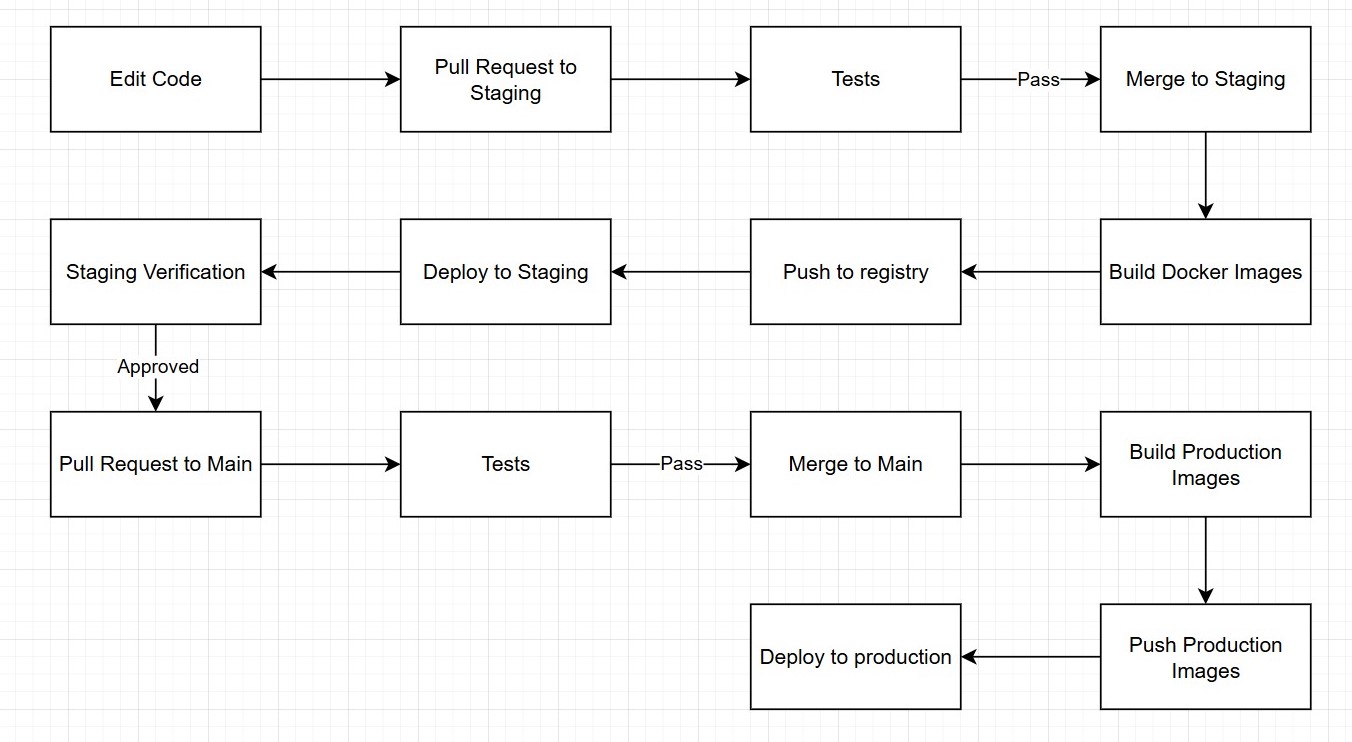 Edit Code
Pull Request to
Staging
Tests
Pass
Merge to Staging
Staging Verification
Deploy to Staging
Push to registry
Build Docker Images
Approved
Pull Request to Main
Tests
Pass
Merge to Main
Build Production
Images
Deploy to production
Push Production
Images